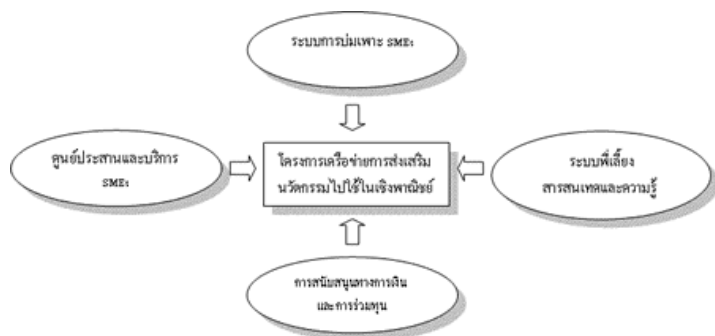 ระบบการบ่มเพาะ SMEs
ศูนย์ประสานและบริการ
SMEs
โครงการเครือข่ายการส่งเสริม
นวัตกรรมไปใช้ในเชิงพาณิชย์
ระบบพี่เลี้ยง
สารสนเทศและความรู้
การสนับสนุนทางการเงิน
และการร่วมทุน